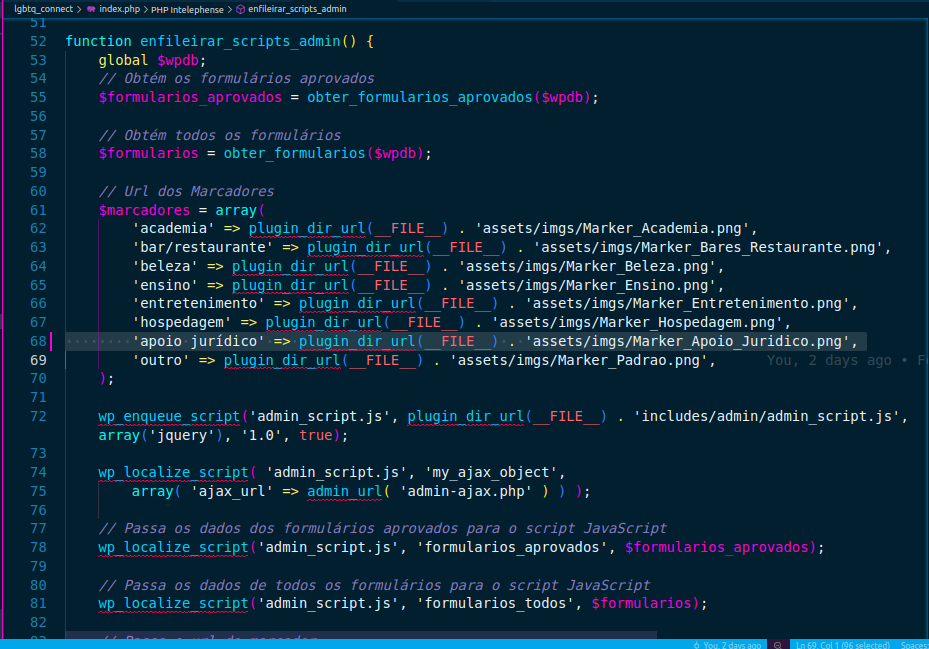 lgbtq_connect > index.php > PHP Intelephense > enfileirar_scripts_admin
51
52 function enfileirar_scripts_admin() {
53 global $wpdb;
54 // Obtém os formulários aprovados
55 $formularios_aprovados = obter_formularios_aprovados($wpdb);
56
57 // Obtém todos os formulários
58 $formularios = obter_formularios($wpdb);
59
60 // Url dos Marcadores
61 $marcadores = array(
62 'academia' => plugin_dir_url(__FILE__) . 'assets/imgs/Marker_Academia.png',
63 'bar/restaurante' => plugin_dir_url(__FILE__) . 'assets/imgs/Marker_Bares_Restaurante.png',
64 'beleza' => plugin_dir_url(__FILE__) . 'assets/imgs/Marker_Beleza.png',
65 'ensino' => plugin_dir_url(__FILE__) . 'assets/imgs/Marker_Ensino.png',
66 'entretenimento' => plugin_dir_url(__FILE__) . 'assets/imgs/Marker_Entretenimento.png',
67 'hospedagem' => plugin_dir_url(__FILE__) . 'assets/imgs/Marker_Hospedagem.png',
68 'apoio jurídico' => plugin_dir_url(__FILE__) . 'assets/imgs/Marker_Apoio_Juridico.png',
69 'outro' => plugin_dir_url(__FILE__) . 'assets/imgs/Marker_Padrao.png', You, 2 days ago •
70 );
71
72 wp_enqueue_script('admin_script.js', plugin_dir_url(__FILE__) . 'includes/admin/admin_script.js',
array('jquery'), '1.0', true);
73
74 wp_localize_script( 'admin_script.js', 'my_ajax_object',
75 array( 'ajax_url' => admin_url( 'admin-ajax.php' ) ) );
76
77 // Passa os dados dos formulários aprovados para o script JavaScript
78 wp_localize_script('admin_script.js', 'formularios_aprovados', $formularios_aprovados);
79
80 // Passa os dados de todos os formulários para o script JavaScript
81 wp_localize_script('admin_script.js', 'formularios_todos', $formularios);
82
You, 2 days ago Ln 69, Col 1 (96 selected) Spaces